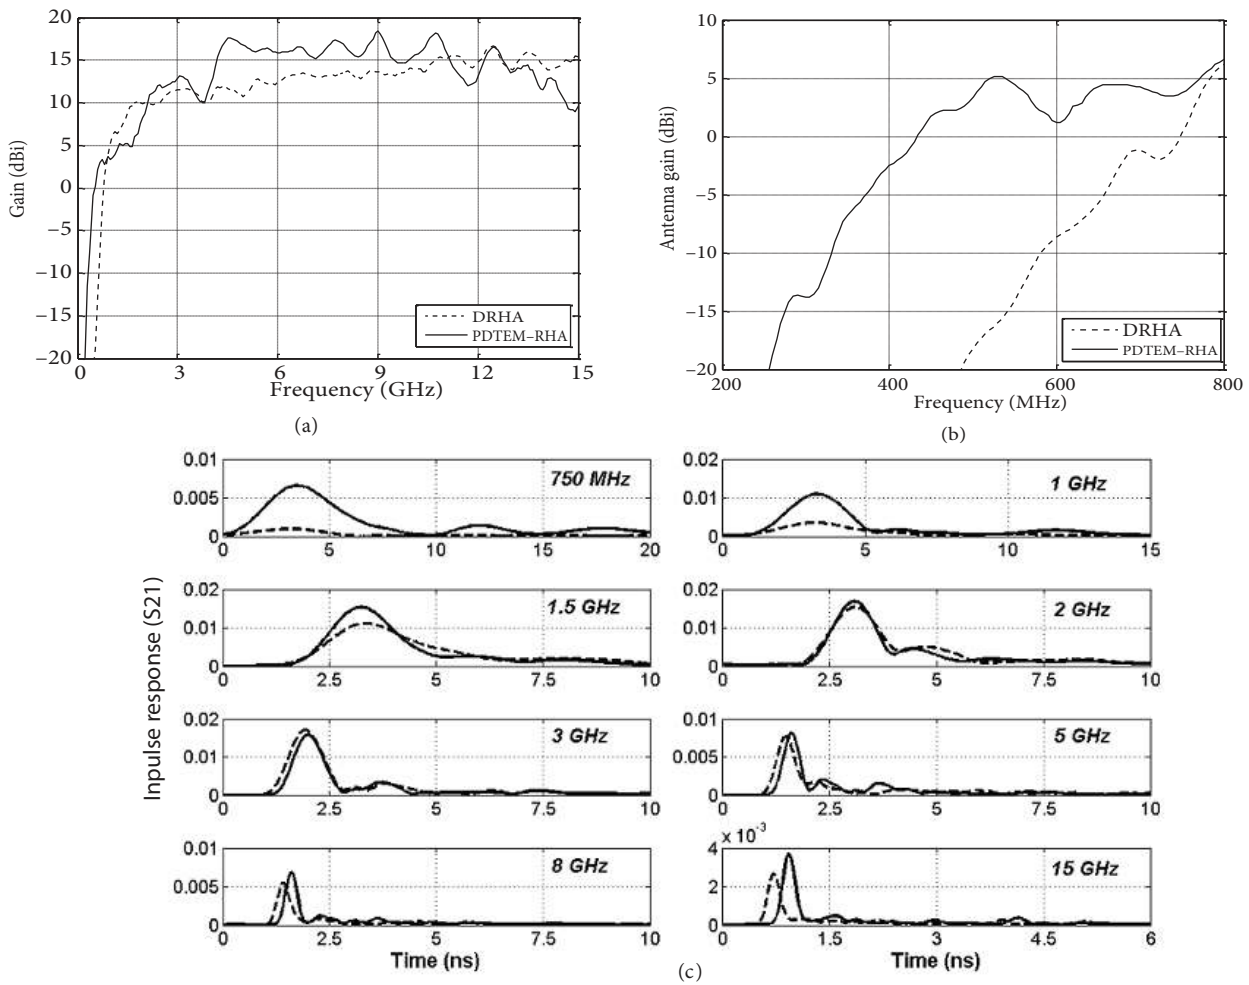 20
15
10
5
0
−5
−10
−15
−20
Gain (dBi)
DRHA
PDTEM−RHA
0 3 6 9 12 15
Frequency (GHz)
(a)
10
5
0
−5
−10
−15
−20
Antenna gain (dBi)
DRHA
PDTEM−RHA
200 400 600 800
Frequency (MHz)
(b)
Inpulse response (S21)
0.01
0.005
0
750 MHz
0 5 10 15 20
0.02
0.01
0
1 GHz
0 5 10 15
0.02
0.01
0
1.5 GHz
0 2.5 5 7.5 10
0.02
0.01
0
2 GHz
0 2.5 5 7.5 10
0.02
0.01
0
3 GHz
0 2.5 5 7.5 10
0.01
0.005
0
5 GHz
0 2.5 5 7.5 10
0.01
0.005
0
8 GHz
0 2.5 5 7.5 10
Time (ns)
x 10-3
4
2
0
15 GHz
0 1.5 3 4.5 6
Time (ns)
(c)